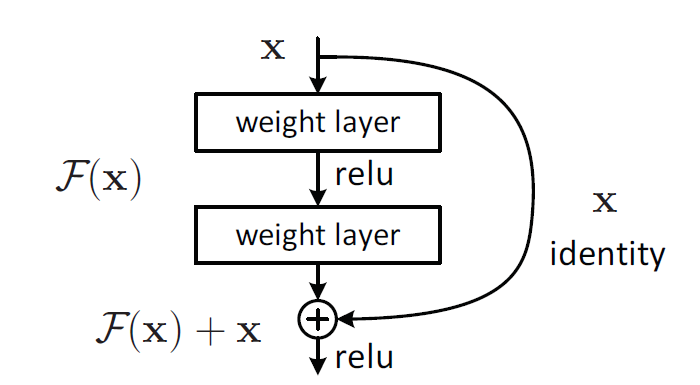 x
weight layer
relu
F(x)
weight layer
x
identity
F(x) + x
relu